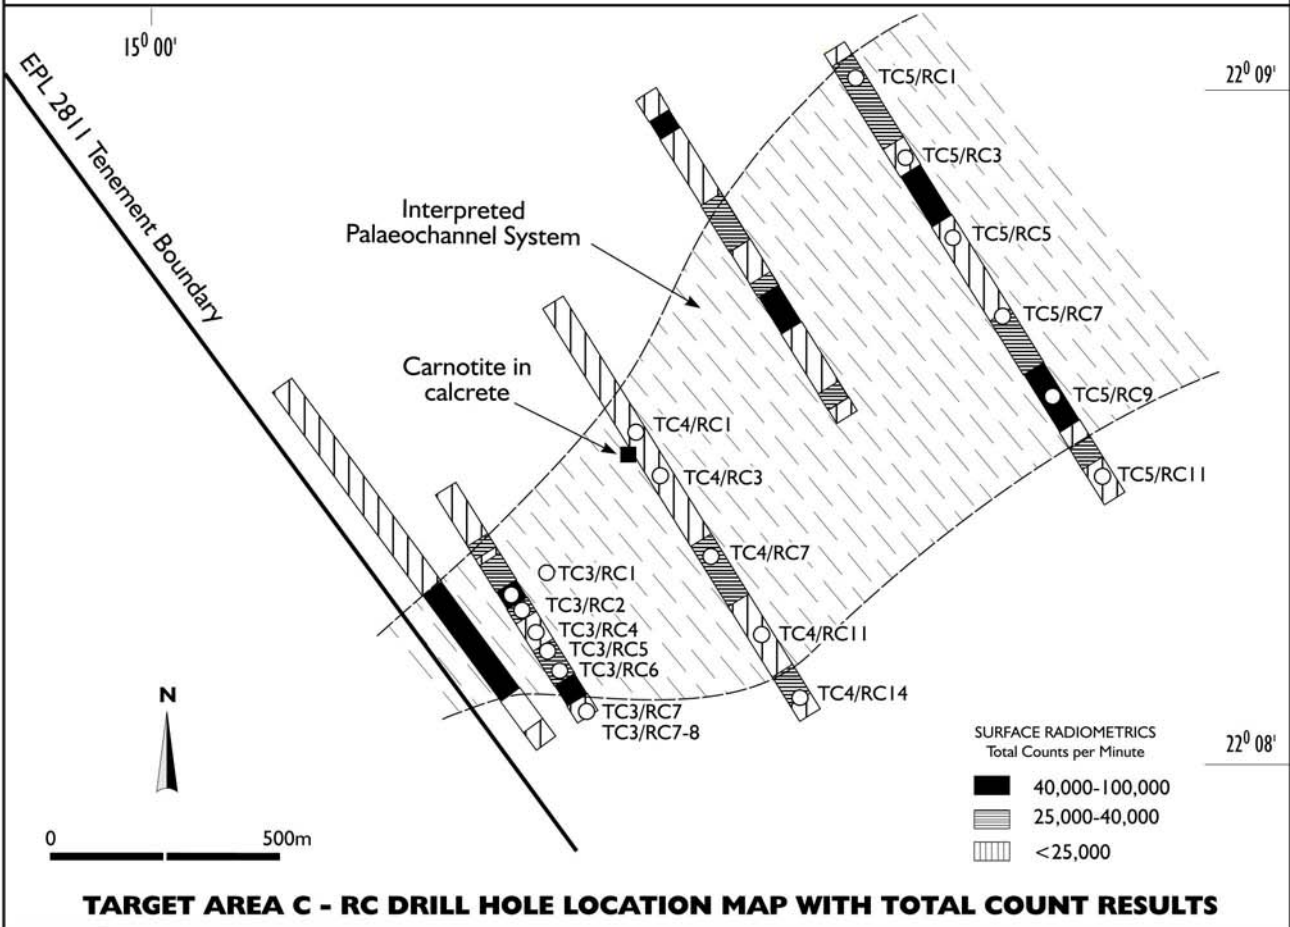 15⁰ 00'
22⁰ 09'
EPL 2811 Tenement Boundary
TC5/RC1
TC5/RC3
Interpreted
Palaeochannel System
TC5/RC5
TC5/RC7
Carnotite in
calcrete
TC5/RC9
TC4/RC1
TC4/RC3
TC5/RC11
TC4/RC7
TC3/RC1
TC3/RC2
TC3/RC4
TC4/RC11
TC3/RC5
TC3/RC6
TC4/RC14
TC3/RC7
TC3/RC7-8
N
SURFACE RADIOMETRICS
Total Counts per Minute
22⁰ 08'
40,000-100,000
25,000-40,000
<25,000
0 500m
TARGET AREA C - RC DRILL HOLE LOCATION MAP WITH TOTAL COUNT RESULTS